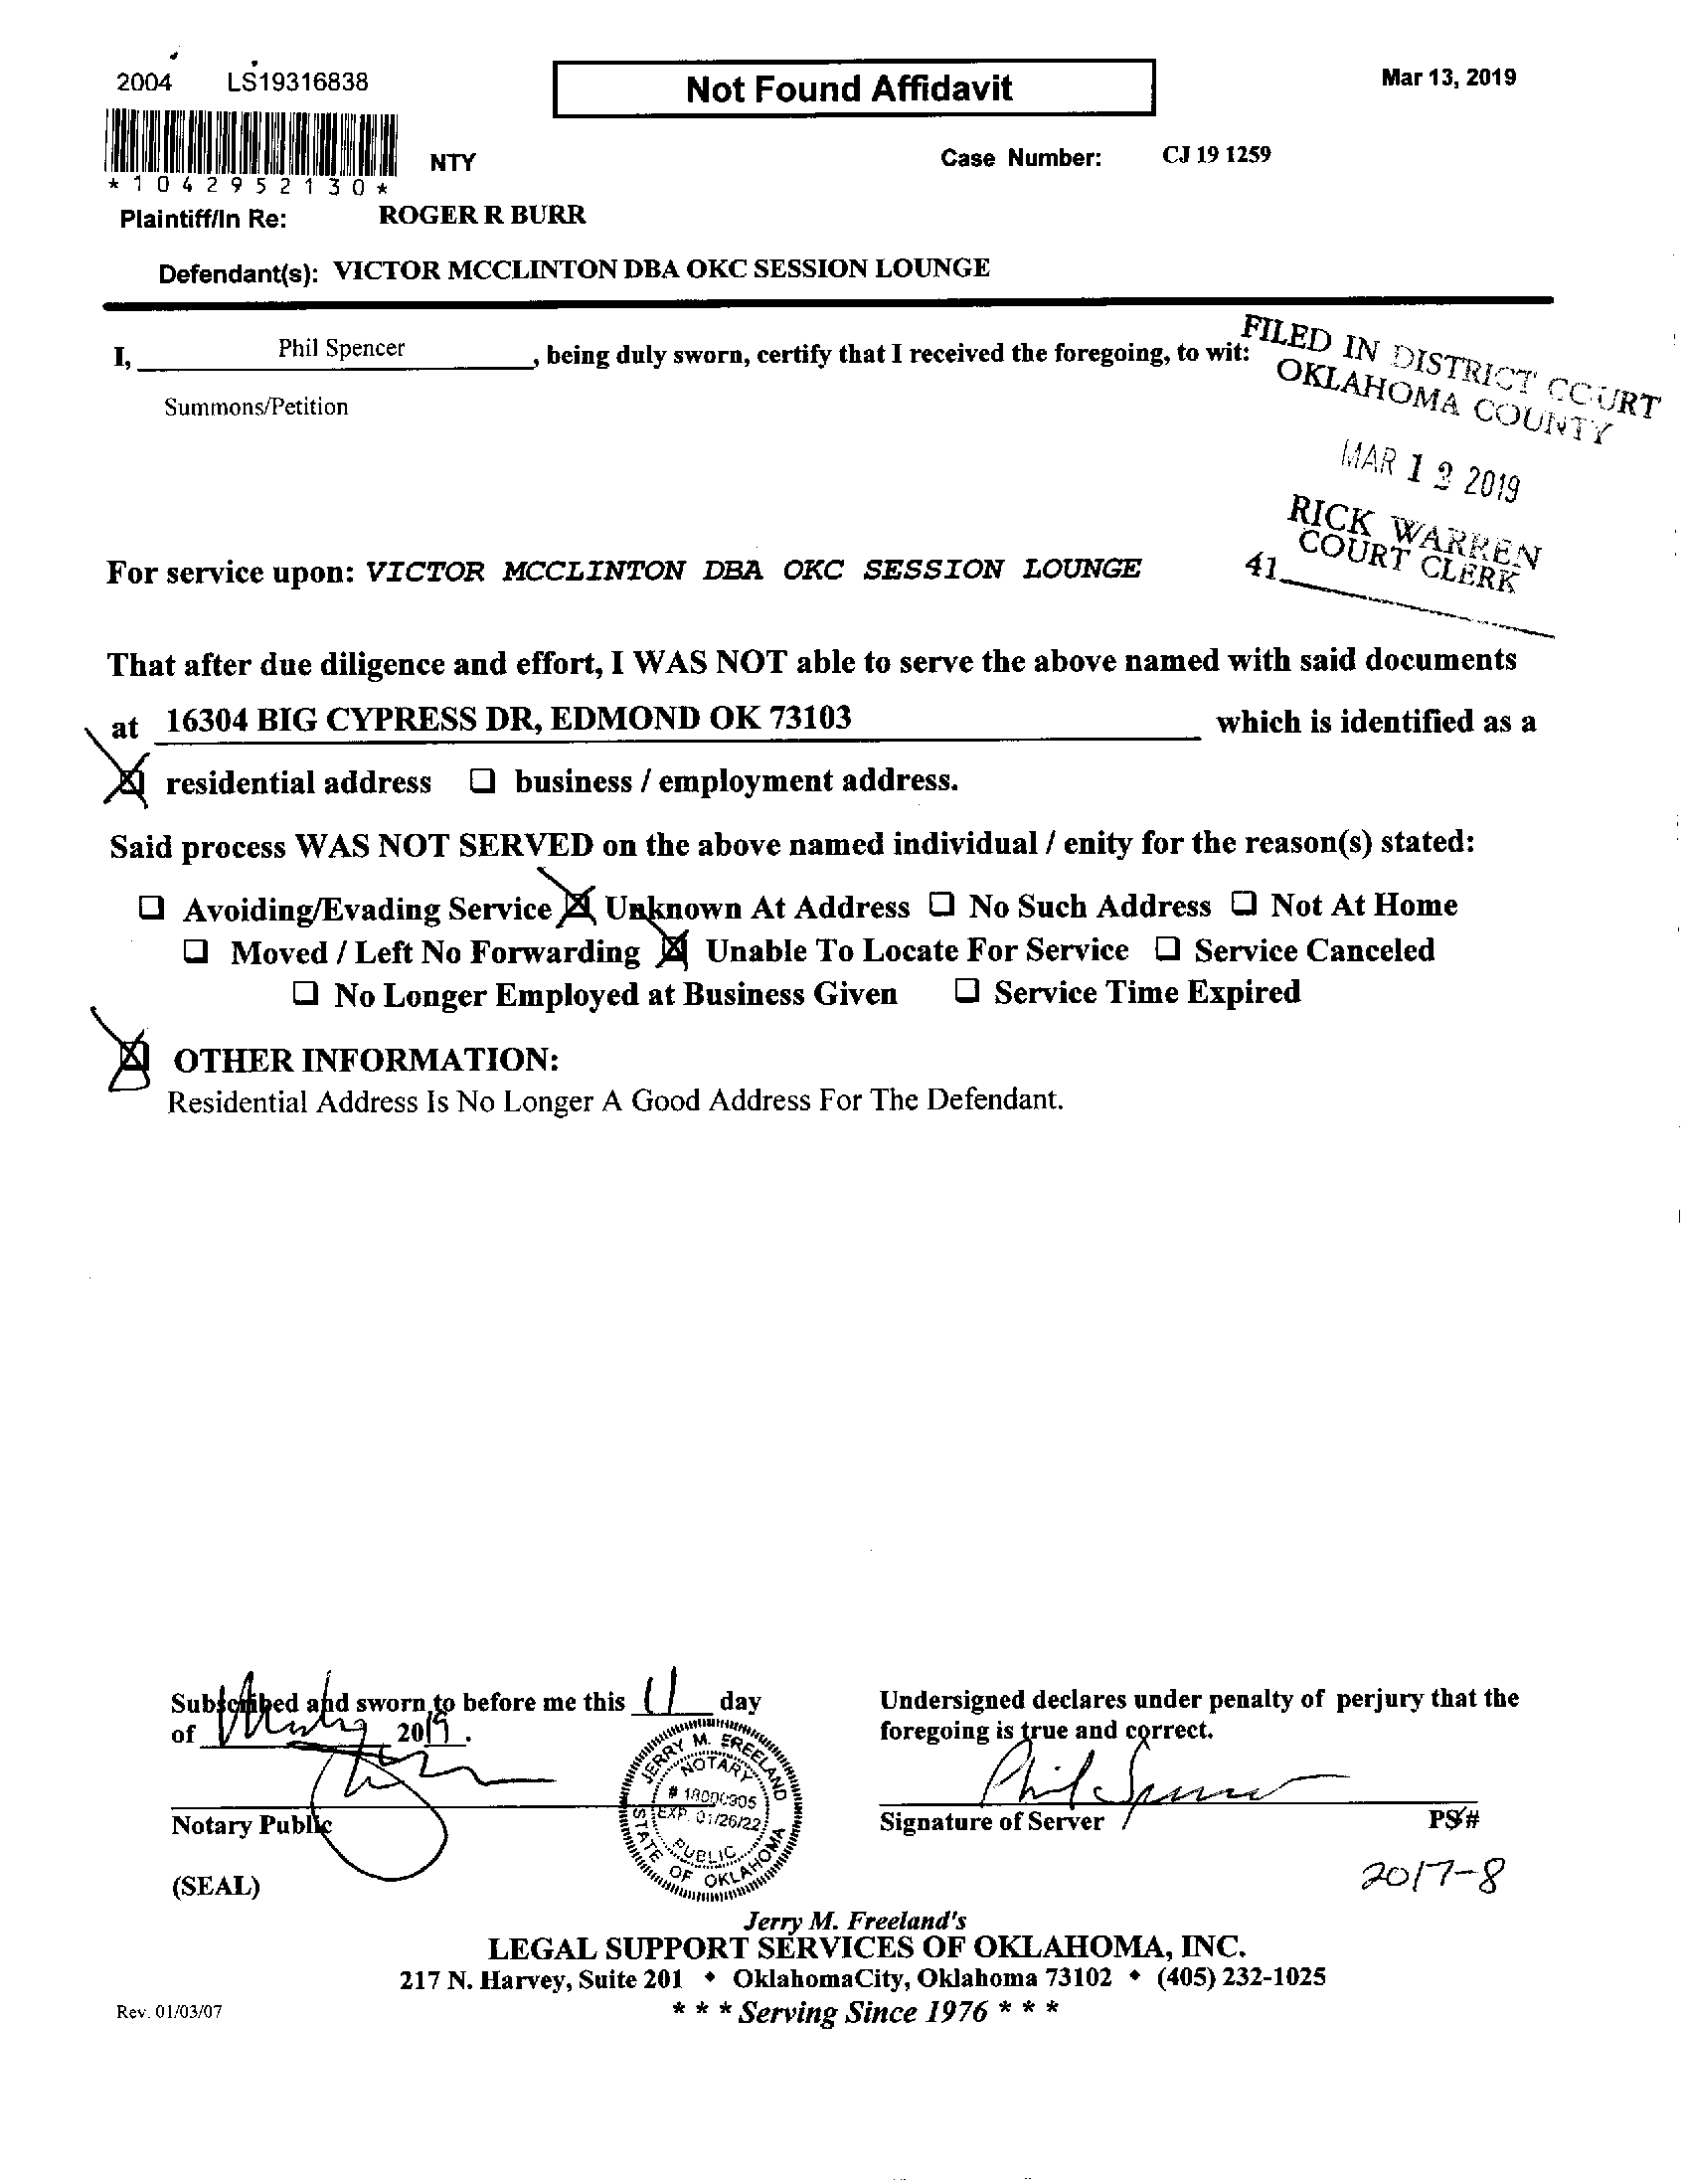 2004 LS19316838
Not Found Affidavit
Mar 13, 2019
NTY
Case Number: CJ 19 1259
*1042952130*
Plaintiff/In Re: ROGER R BURR
Defendant(s): VICTOR MCCLINTON DBA OKC SESSION LOUNGE
I, Phil Spencer, being duly sworn, certify that I received the foregoing, to wit:
Summons/Petition
FILED IN DISTRICT COURT
OKLAHOMA COUNTY
MAR 12 2019
RICK WARREN
COURT CLERK
41
For service upon: VICTOR MCCLINTON DBA OKC SESSION LOUNGE
That after due diligence and effort, I WAS NOT able to serve the above named with said documents
at 16304 BIG CYPRESS DR, EDMOND OK 73103 which is identified as a
residential address business / employment address.
Said process WAS NOT SERVED on the above named individual / enity for the reason(s) stated:
Avoiding/Evading Service Unknown At Address No Such Address Not At Home
Moved / Left No Forwarding Unable To Locate For Service Service Canceled
No Longer Employed at Business Given Service Time Expired
OTHER INFORMATION:
Residential Address Is No Longer A Good Address For The Defendant.
Subscribed and sworn to before me this 11 day
of 2019.
Notary Public
(SEAL)
JERRY M. FREELAND
NOTARY
# 18000905
EXP. 01/26/22
PUBLIC
STATE OF OKLAHOMA
Undersigned declares under penalty of perjury that the
foregoing is true and correct.
Phil Spencer
Signature of Server PS#
2017-8
Jerry M. Freeland's
LEGAL SUPPORT SERVICES OF OKLAHOMA, INC.
217 N. Harvey, Suite 201 ◆ OklahomaCity, Oklahoma 73102 ◆ (405) 232-1025
Rev. 01/03/07
* * * Serving Since 1976 * * *